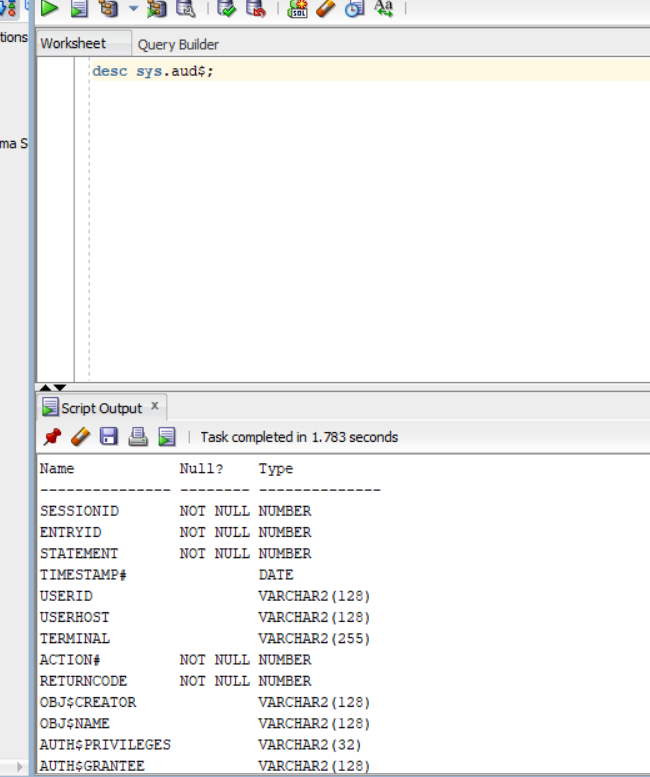 tions
Worksheet Query Builder
desc sys.aud$;
ma S
Script Output x
Task completed in 1.783 seconds
Name Null? Type
--------------- -------- --------------
SESSIONID NOT NULL NUMBER
ENTRYID NOT NULL NUMBER
STATEMENT NOT NULL NUMBER
TIMESTAMP# DATE
USERID VARCHAR2(128)
USERHOST VARCHAR2(128)
TERMINAL VARCHAR2(255)
ACTION# NOT NULL NUMBER
RETURNCODE NOT NULL NUMBER
OBJ$CREATOR VARCHAR2(128)
OBJ$NAME VARCHAR2(128)
AUTH$PRIVILEGES VARCHAR2(32)
AUTH$GRANTEE VARCHAR2(128)